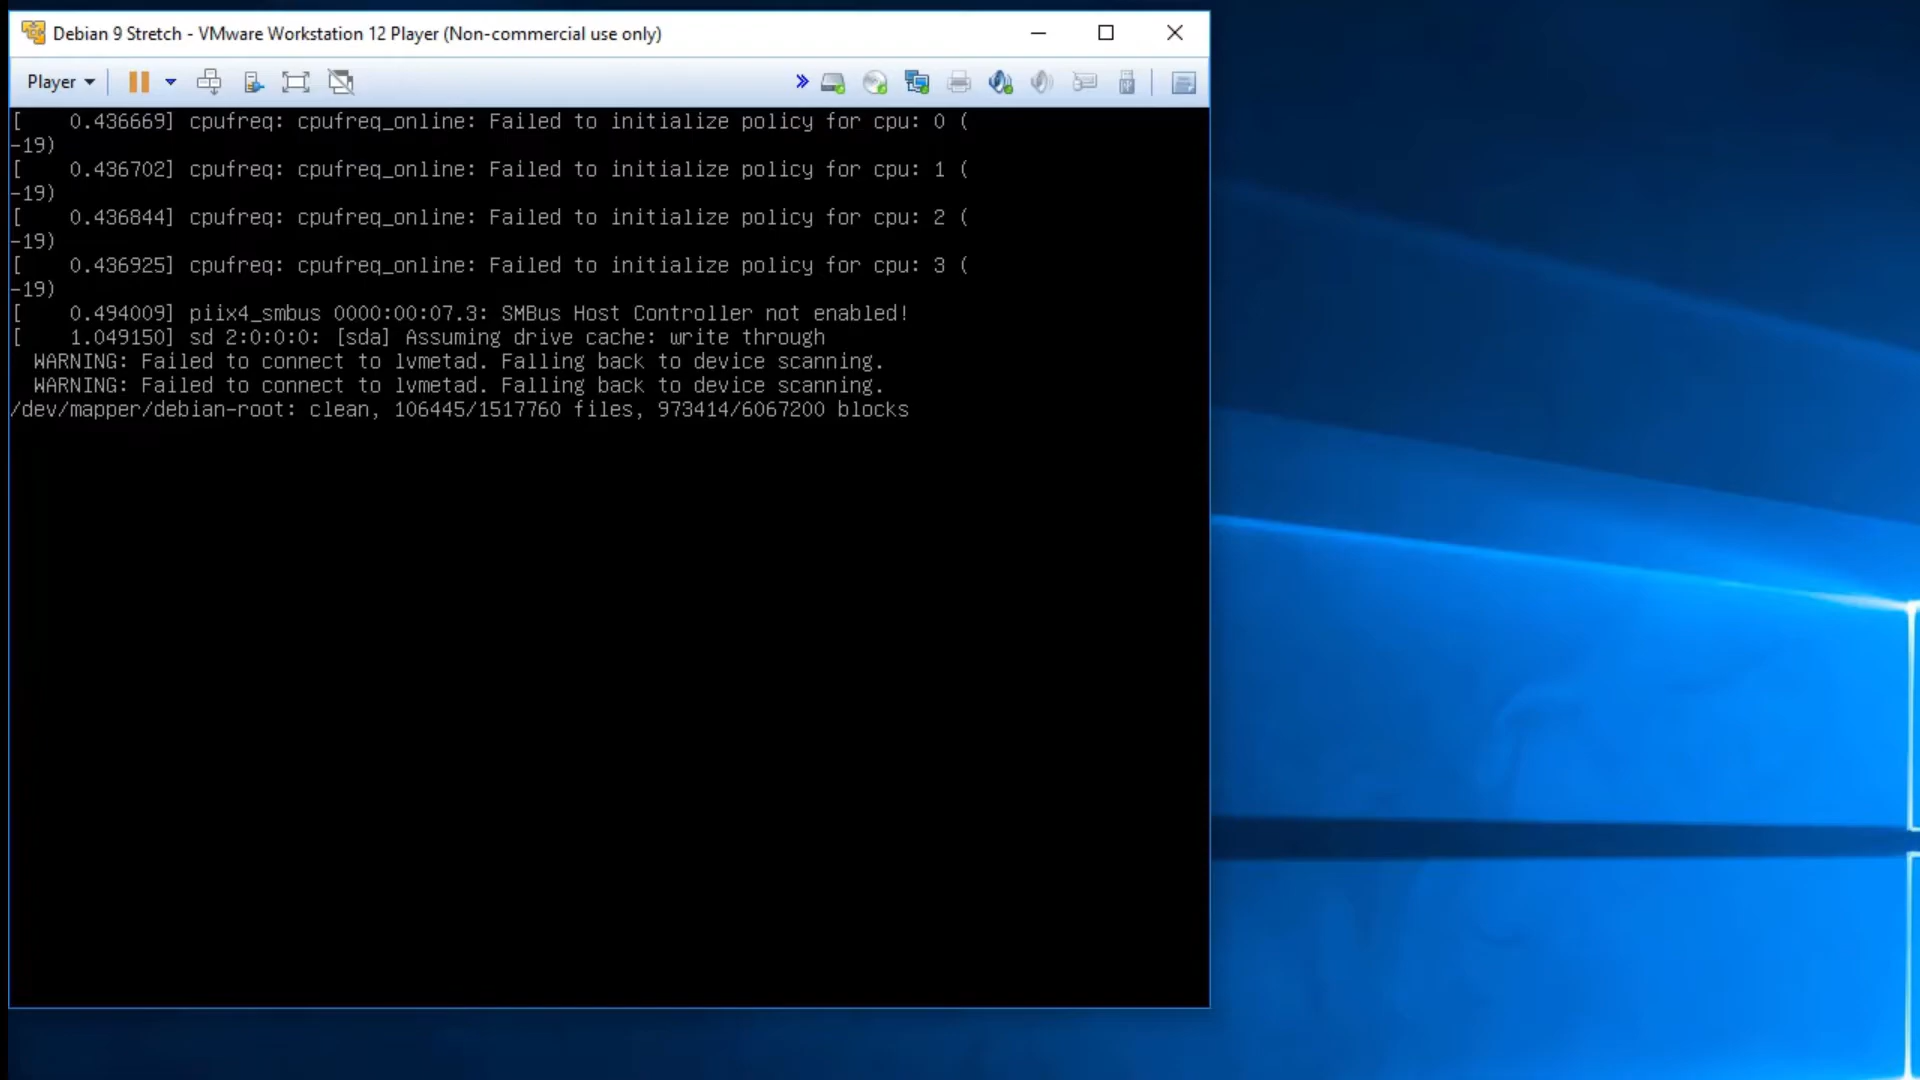 Debian 9 Stretch - VMware Workstation 12 Player (Non-commercial use only)
Player
[    0.436669] cpufreq: cpufreq_online: Failed to initialize policy for cpu: 0 (
-19)
[    0.436702] cpufreq: cpufreq_online: Failed to initialize policy for cpu: 1 (
-19)
[    0.436844] cpufreq: cpufreq_online: Failed to initialize policy for cpu: 2 (
-19)
[    0.436925] cpufreq: cpufreq_online: Failed to initialize policy for cpu: 3 (
-19)
[    0.494009] piix4_smbus 0000:00:07.3: SMBus Host Controller not enabled!
[    1.049150] sd 2:0:0:0: [sda] Assuming drive cache: write through
  WARNING: Failed to connect to lvmetad. Falling back to device scanning.
  WARNING: Failed to connect to lvmetad. Falling back to device scanning.
/dev/mapper/debian-root: clean, 106445/1517760 files, 973414/6067200 blocks